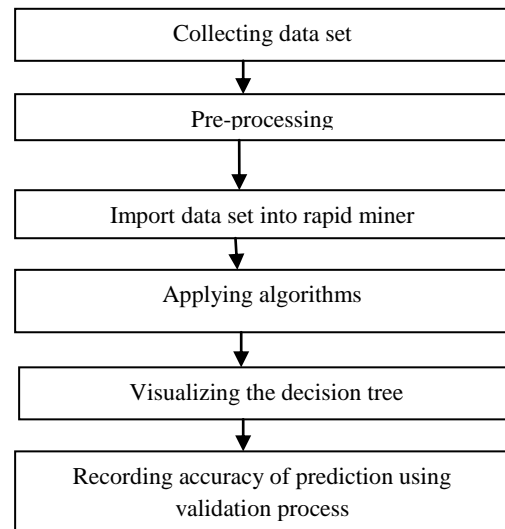 Collecting data set
Pre-processing
Import data set into rapid miner
Applying algorithms
Visualizing the decision tree
Recording accuracy of prediction using
validation process